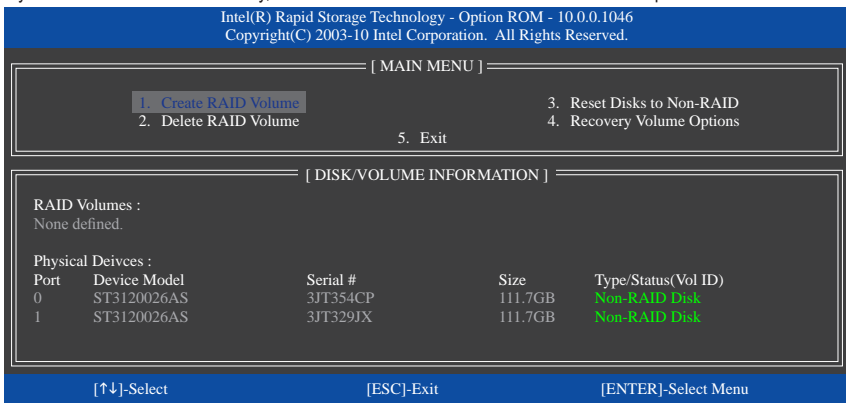 Intel(R) Rapid Storage Technology - Option ROM - 10.0.0.1046
Copyright(C) 2003-10 Intel Corporation. All Rights Reserved.
[ MAIN MENU ]
1. Create RAID Volume 3. Reset Disks to Non-RAID
2. Delete RAID Volume 4. Recovery Volume Options
5. Exit
[ DISK/VOLUME INFORMATION ]
RAID Volumes :
None defined.
Physical Deivces :
Port Device Model Serial # Size Type/Status(Vol ID)
0 ST3120026AS 3JT354CP 111.7GB Non-RAID Disk
1 ST3120026AS 3JT329JX 111.7GB Non-RAID Disk
[↑↓]-Select [ESC]-Exit [ENTER]-Select Menu